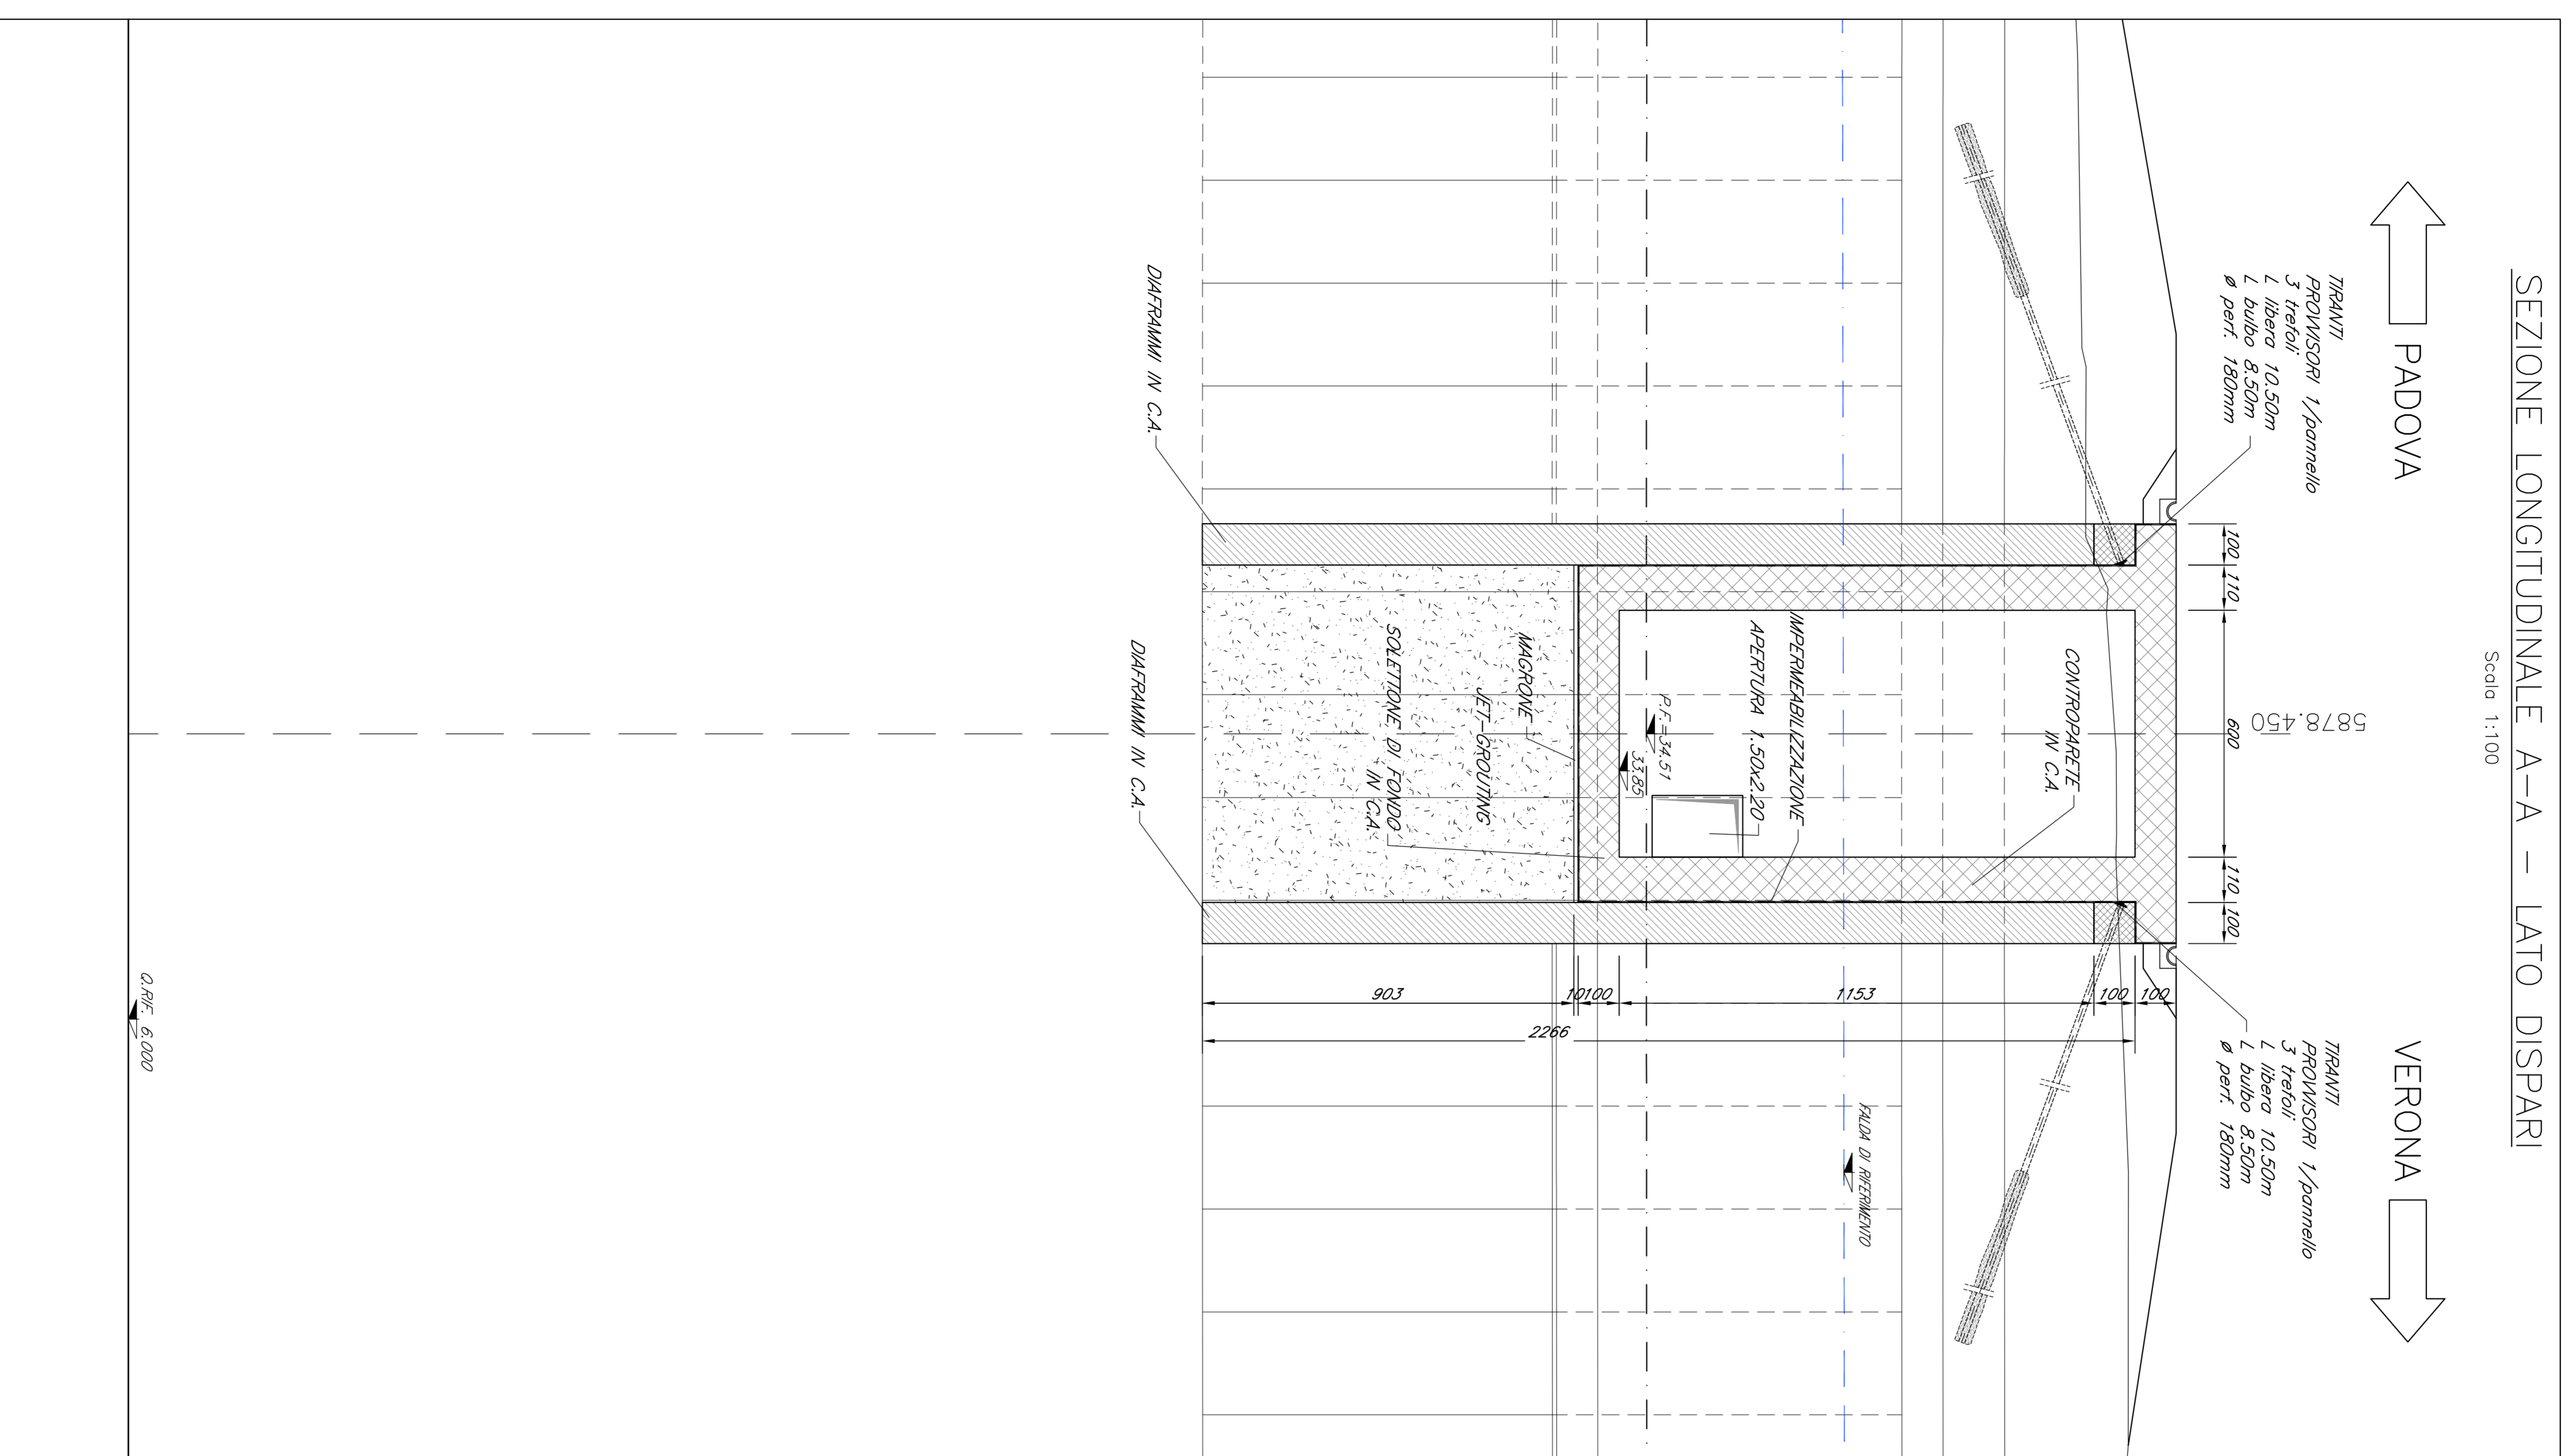 SEZIONE LONGITUDINALE A-A - LATO DISPARI
Scala 1:100
PADOVA
VERONA
5878.450
TIRANTI
PROVVISORI 1/pannello
3 trefoli
L libera 10.50m
L bulbo 8.50m
ø perf. 180mm
TIRANTI
PROVVISORI 1/pannello
3 trefoli
L libera 10.50m
L bulbo 8.50m
ø perf. 180mm
100
110
600
110
100
CONTROPARETE
IN C.A.
IMPERMEABILIZZAZIONE
APERTURA 1.50x2.20
P.F.=34.51
33.85
MAGRONE
JET-GROUTING
SOLETTONE DI FONDO
IN C.A.
DIAFRAMMI IN C.A.
DIAFRAMMI IN C.A.
100
100
1153
100
10
903
2266
FALDA DI RIFERIMENTO
Q.RIF. 6.000